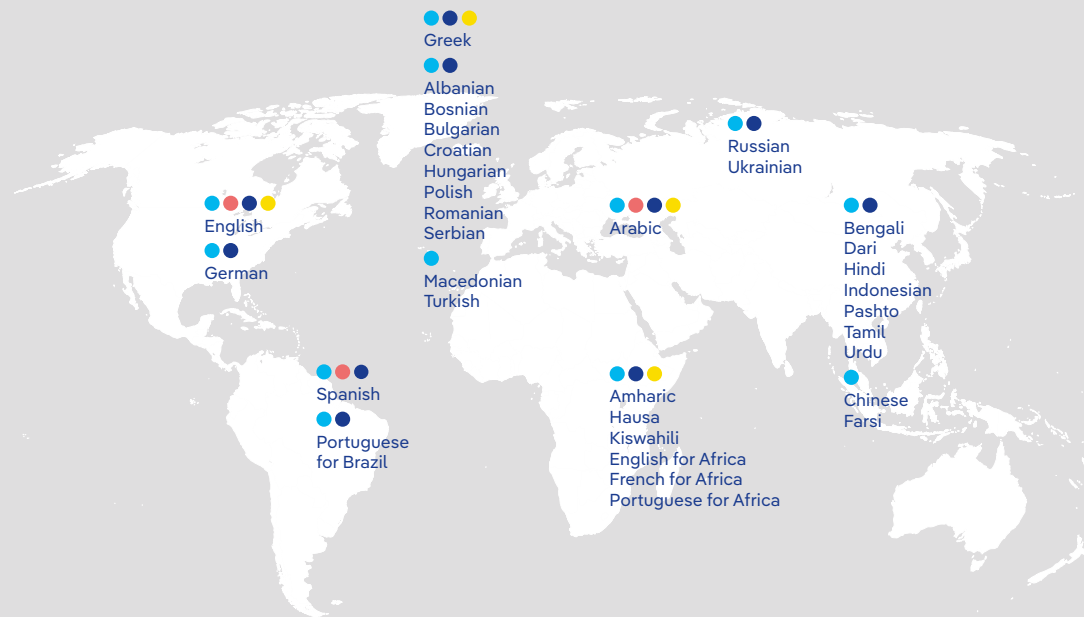 Greek
Albanian
Bosnian
Bulgarian
Croatian
Hungarian
Polish
Romanian
Serbian
Macedonian
Turkish
English
German
Spanish
Portuguese
for Brazil
Arabic
Amharic
Hausa
Kiswahili
English for Africa
French for Africa
Portuguese for Africa
Russian
Ukrainian
Bengali
Dari
Hindi
Indonesian
Pashto
Tamil
Urdu
Chinese
Farsi